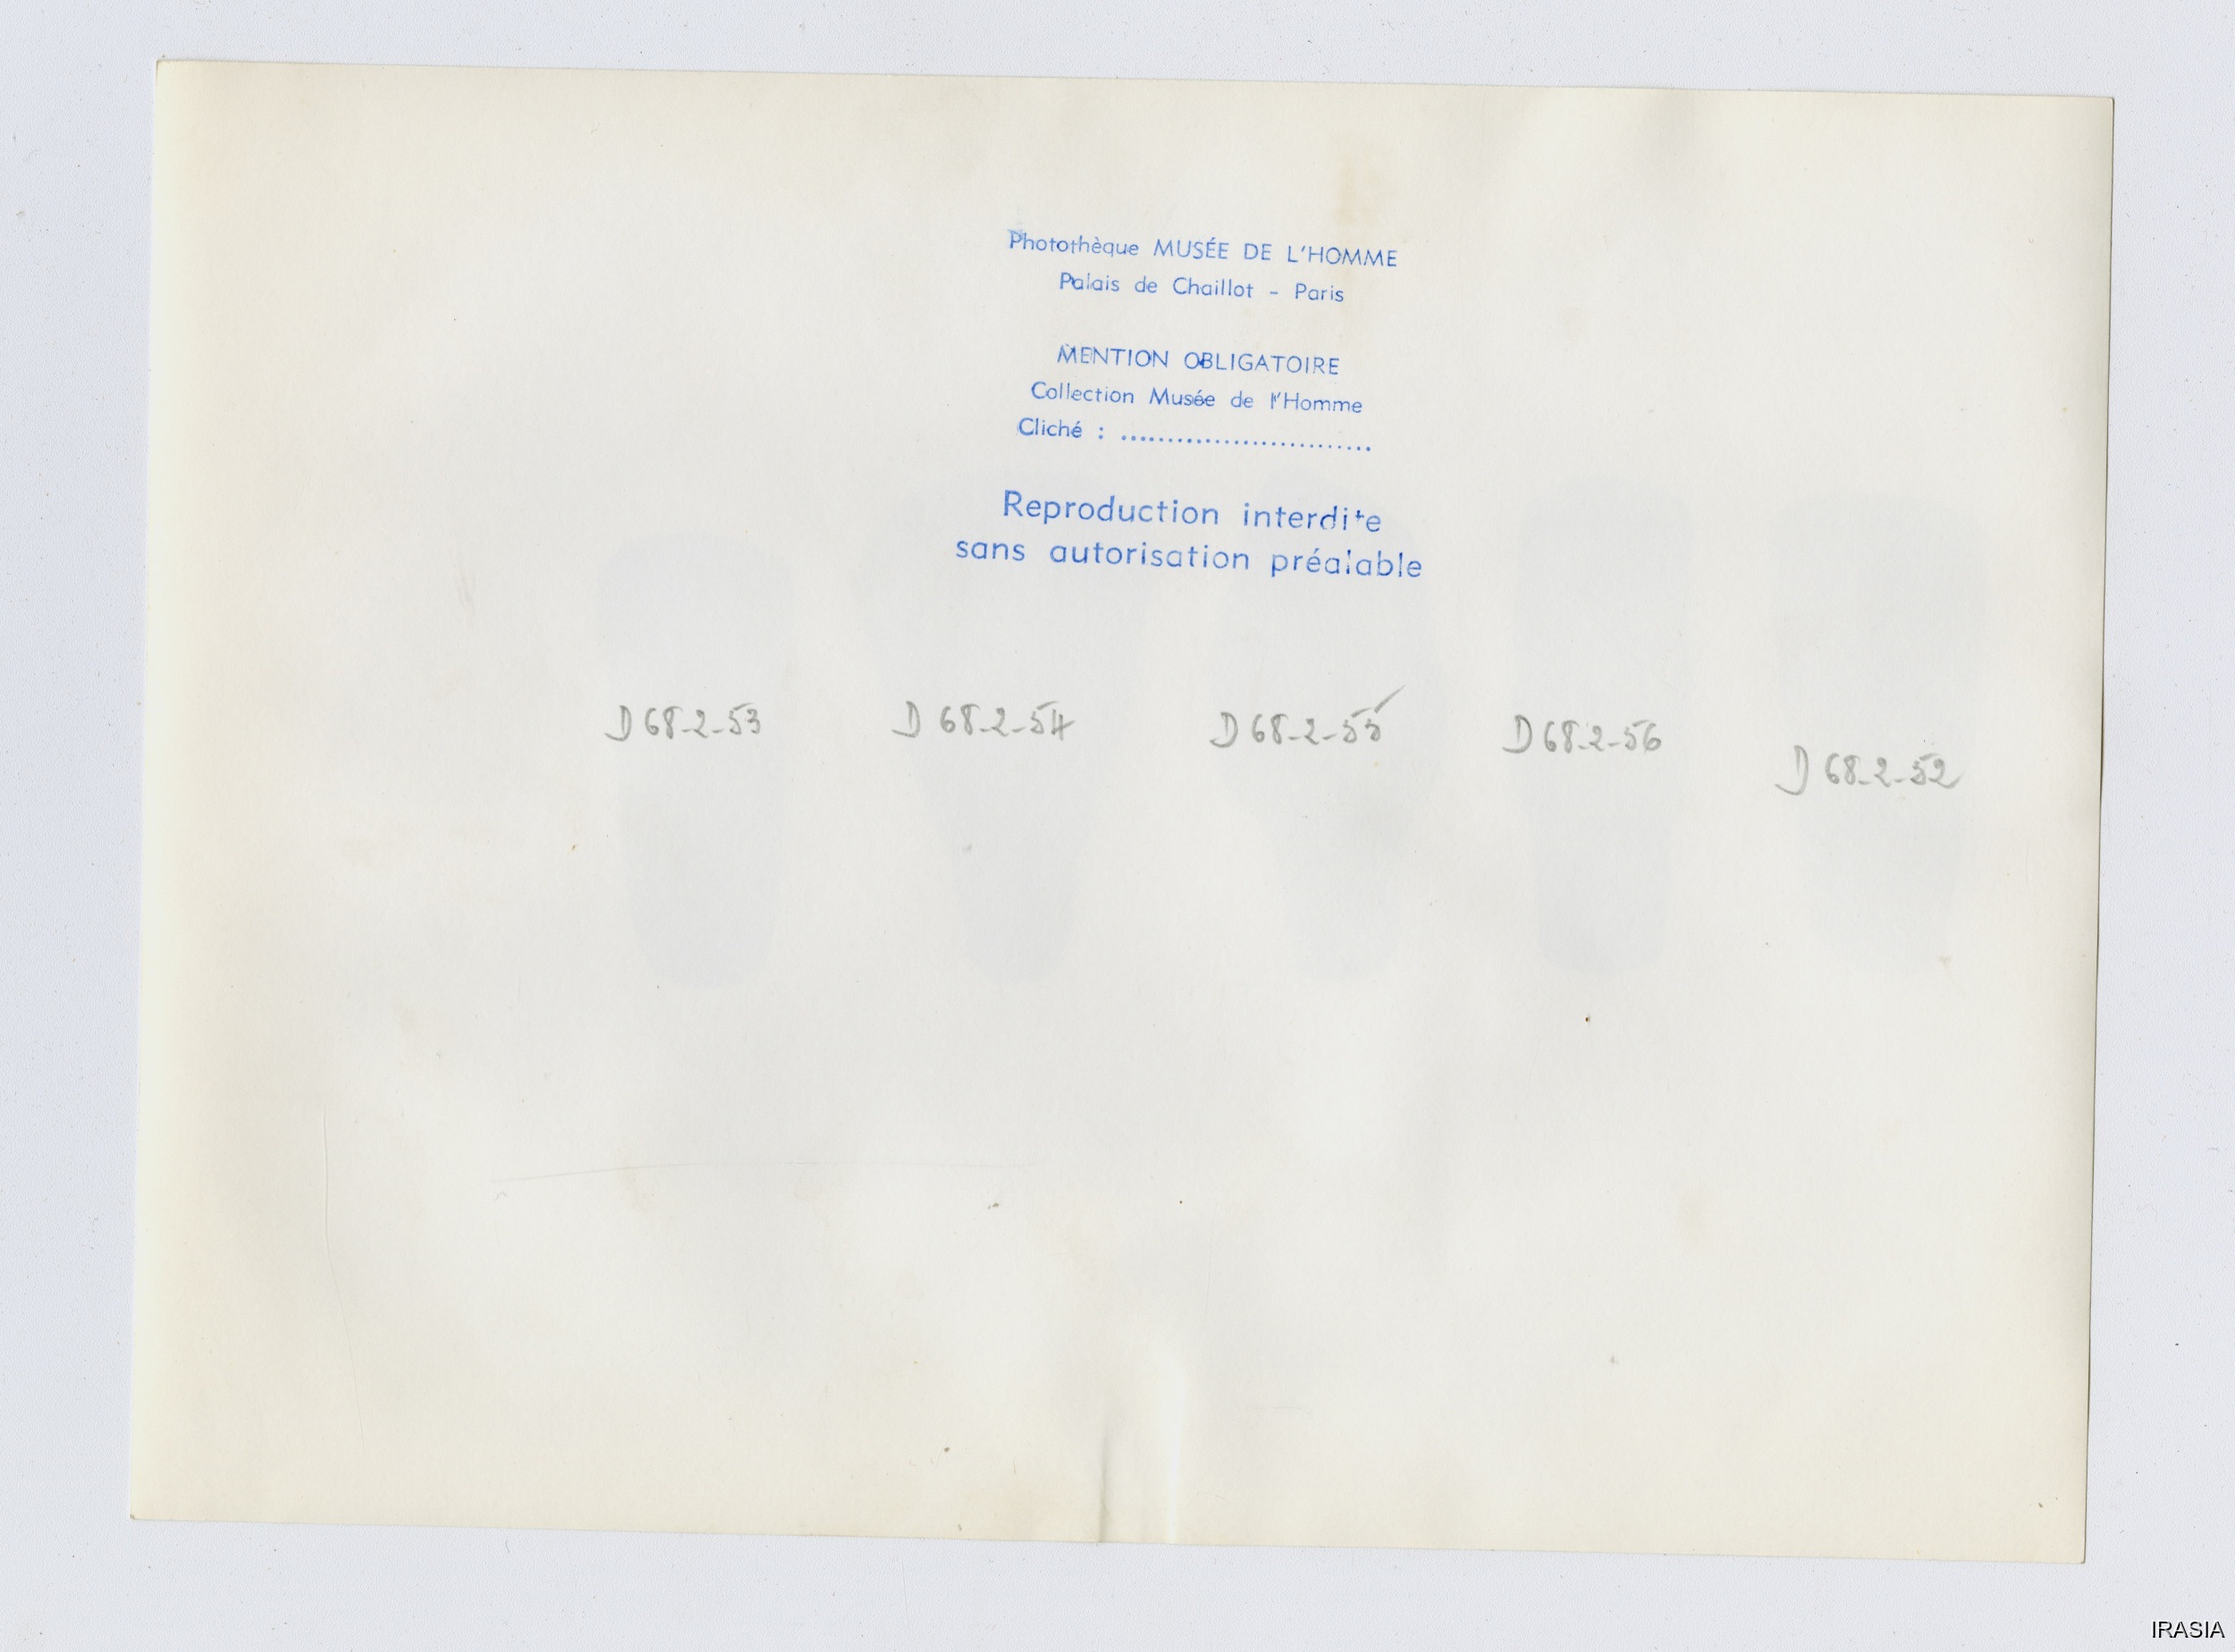 Photothèque MUSÉE DE L'HOMME
Palais de Chaillot - Paris
MENTION OBLIGATOIRE
Collection Musée de l'Homme
Cliché : ............................
Reproduction interdite
sans autorisation préalable
D 68-2-53 D 68-2-54 D 68-2-55 D 68-2-56 D 68-2-52
IRASIA